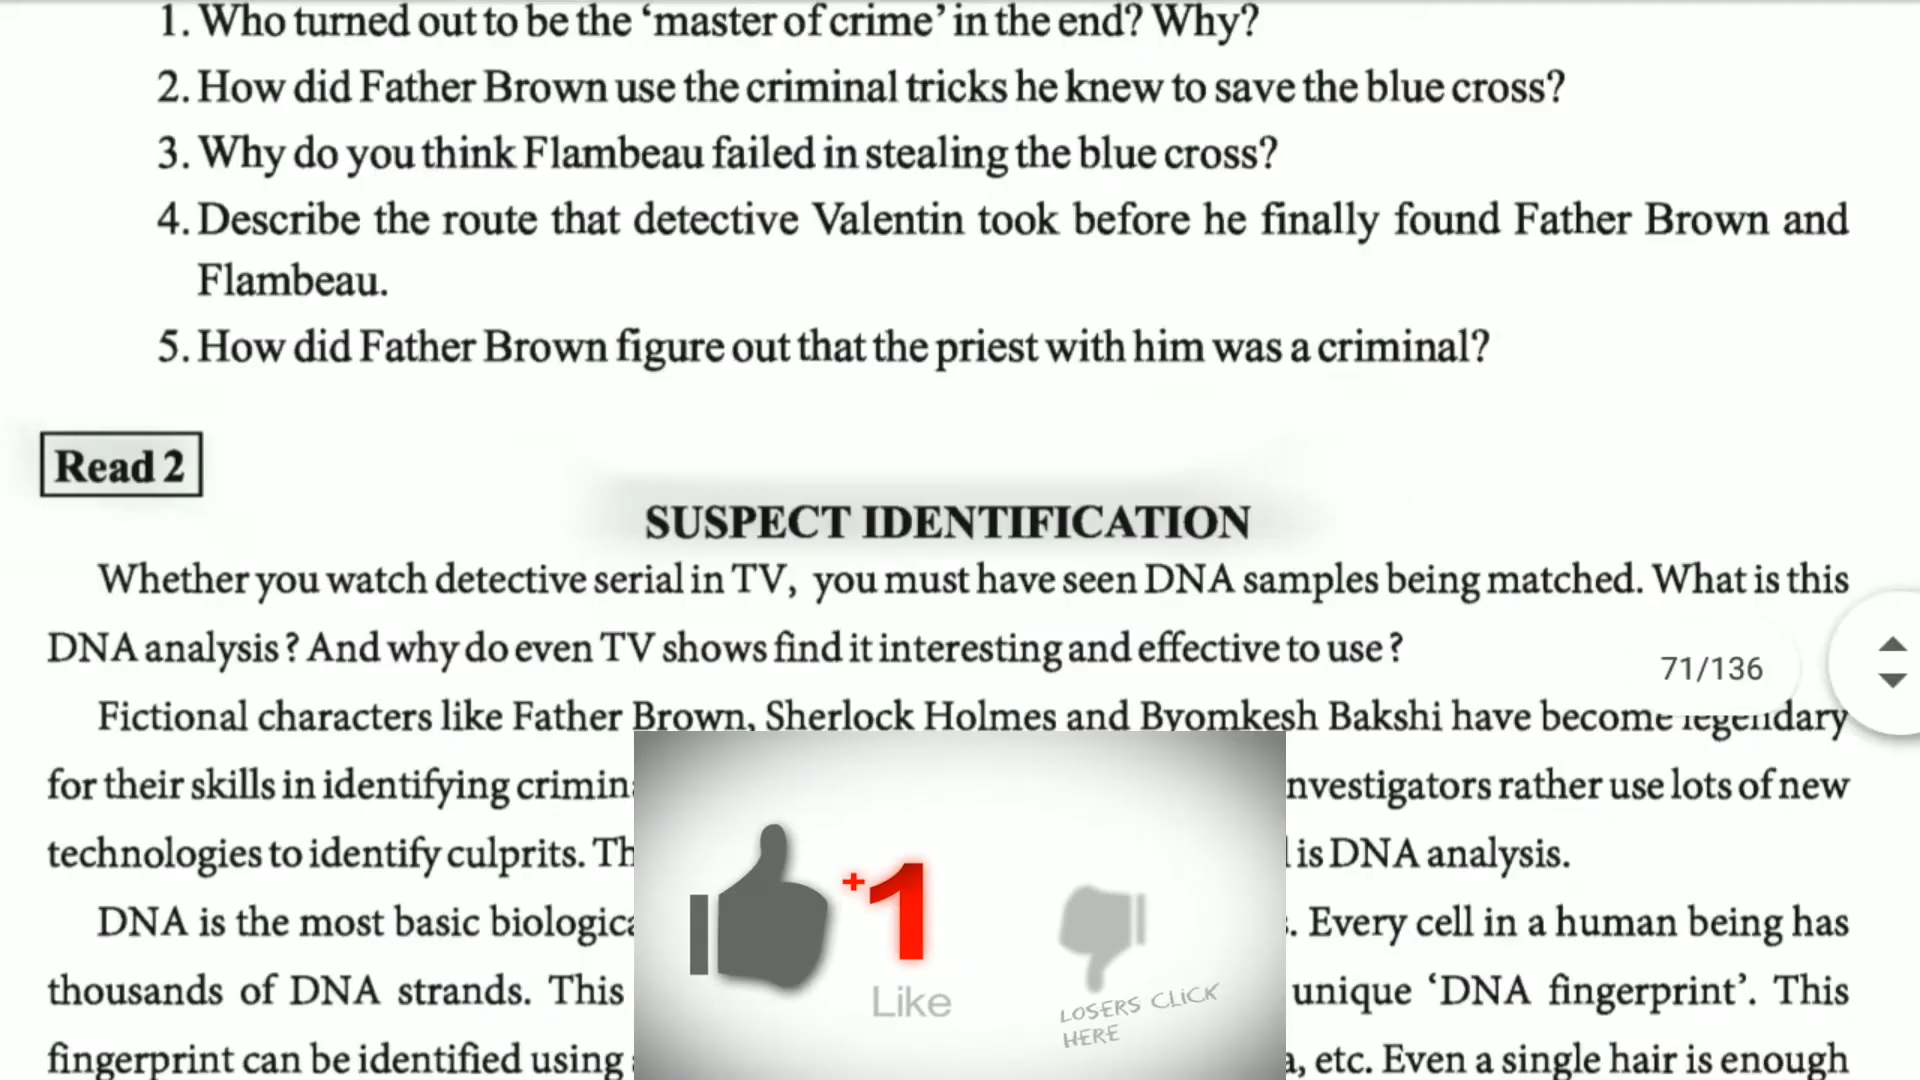 1. Who turned out to be the ‘master of crime’ in the end? Why?
2. How did Father Brown use the criminal tricks he knew to save the blue cross?
3. Why do you think Flambeau failed in stealing the blue cross?
4. Describe the route that detective Valentin took before he finally found Father Brown and
Flambeau.
5. How did Father Brown figure out that the priest with him was a criminal?
Read 2
SUSPECT IDENTIFICATION
Whether you watch detective serial in TV, you must have seen DNA samples being matched. What is this
DNA analysis ? And why do even TV shows find it interesting and effective to use ?
71/136
Fictional characters like Father Brown, Sherlock Holmes and Byomkesh Bakshi have become legendary
for their skills in identifying nvestigators rather use lots of new
technologies to identify culprits. is DNA analysis.
DNA is the most basic Every cell in a human being has
thousands of DNA strands. This unique ‘DNA fingerprint’. This
fingerprint can be identified using etc. Even a single hair is enough
+1
Like
LOSERS CLICK
HERE